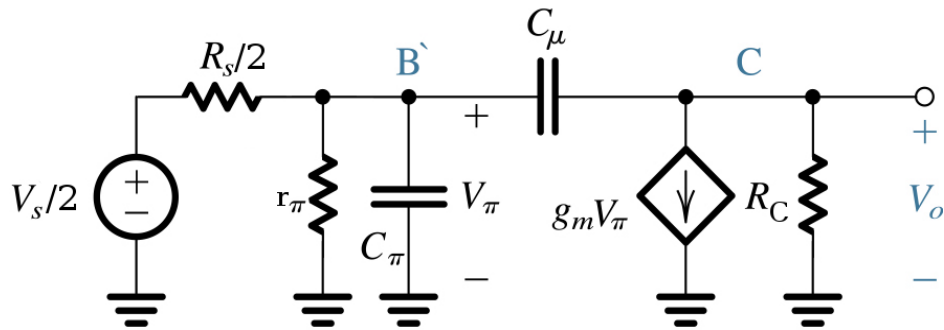 C_μ
R_s/2
B`
C
+
+
V_s/2
+
−
r_π
C_π
V_π
g_mV_π
R_C
V_o
−
−